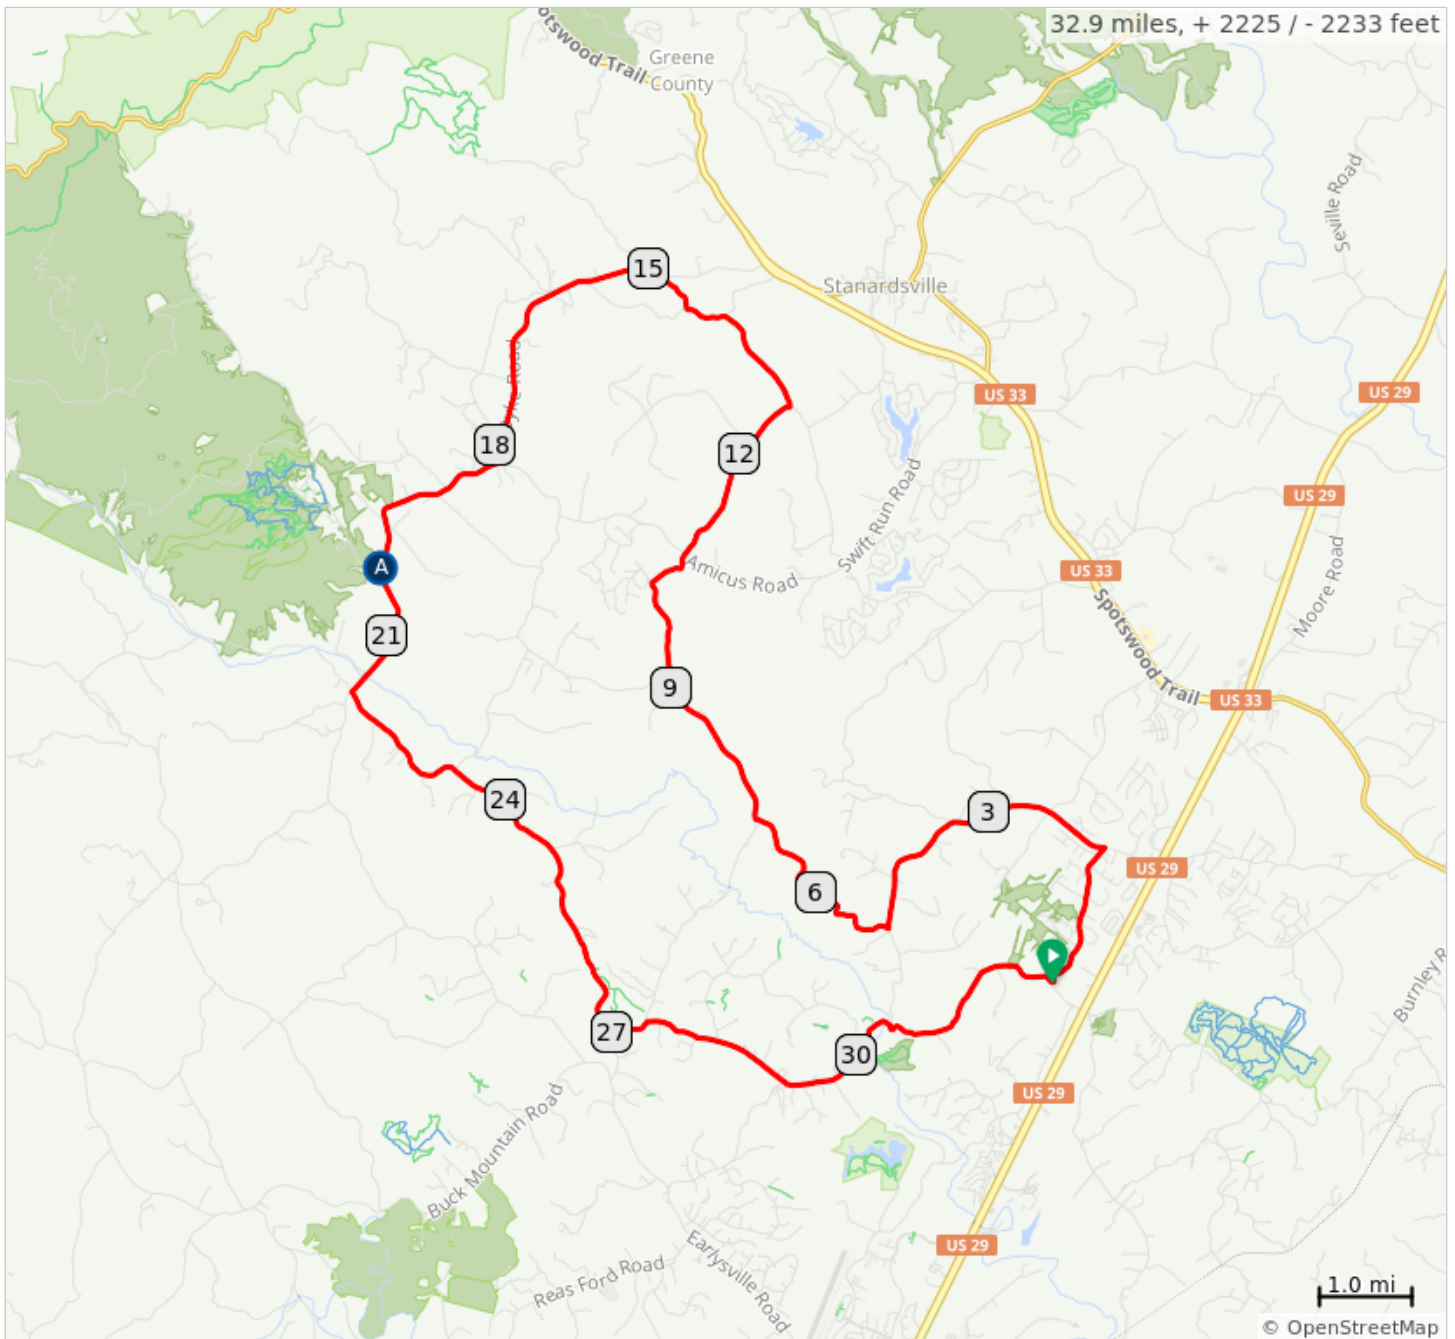 32.9 miles, + 2225 / - 2233 feet
otswood Trail
Greene
County
Seville Road
15
Stanardsville
US 33
US 29
18
12
US 29
Swift Run Road
A
Amicus Road
US 33
Moore Road
21
Spotswood Trail
9
US 33
24
3
US 29
6
27
30
Burnley R
US 29
Buck Mountain Road
Earlysville Road
US 29
Reas Ford Road
1.0 mi
© OpenStreetMap